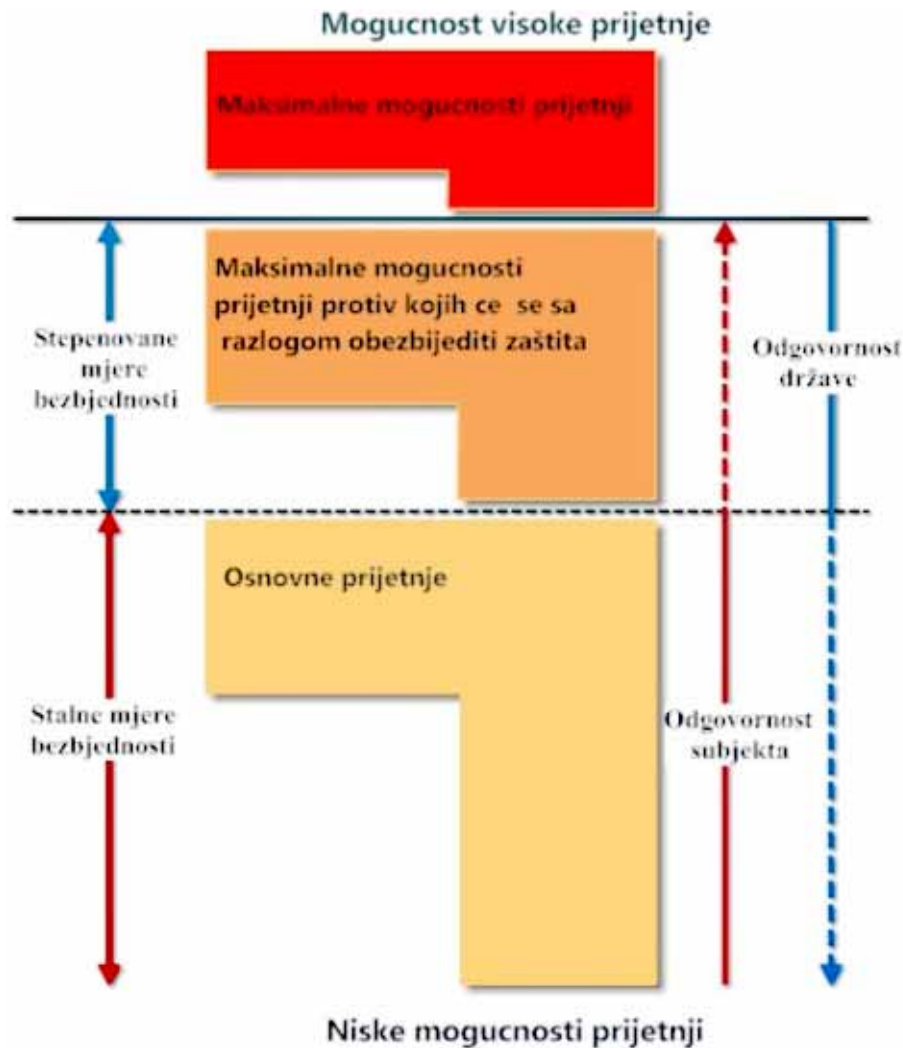 Mogucnost visoke prijetnje
Maksimalne mogucnosti prijetnji
Maksimalne mogucnosti
prijetnji protiv kojih ce se sa
razlogom obezbijediti zaštita
Stepenovane
mjere
bezbjednosti
Odgovornost
države
Osnovne prijetnje
Stalne mjere
bezbjednosti
Odgovornost
subjekta
Niske mogucnosti prijetnji